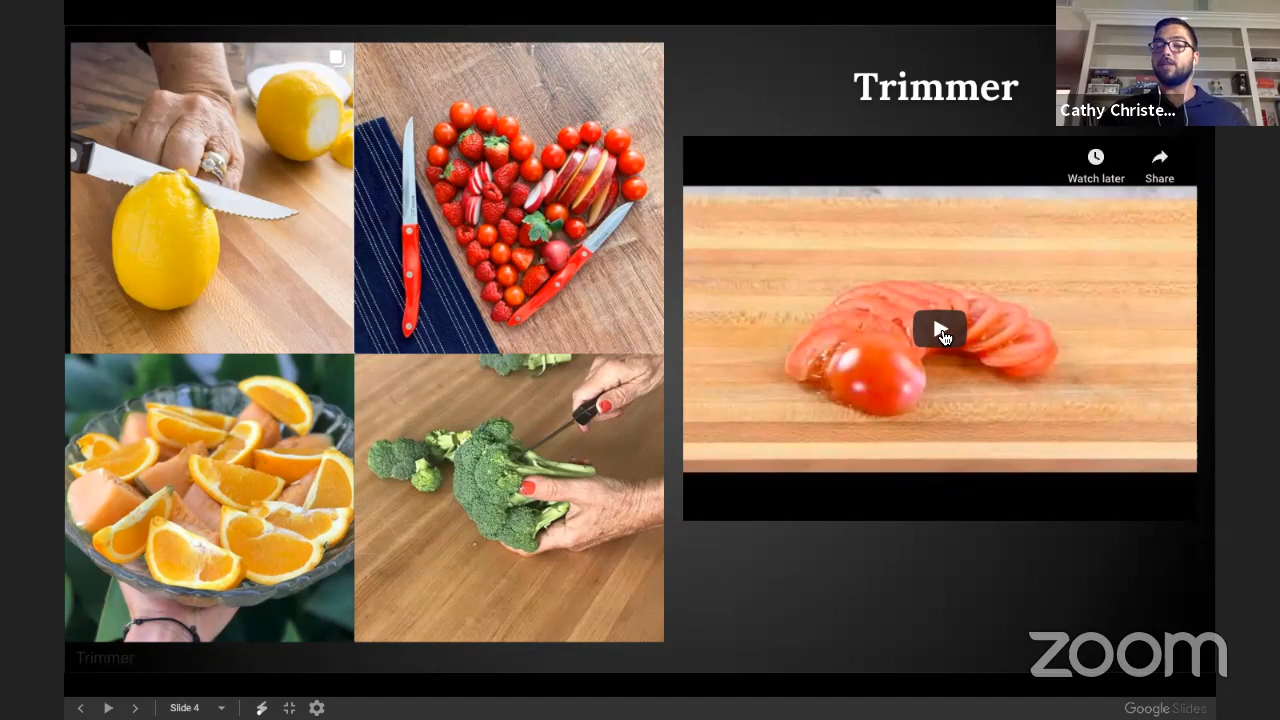 Trimmer
Cathy Christe...
Watch later
Share
Trimmer
zoom
Slide 4
Google Slides